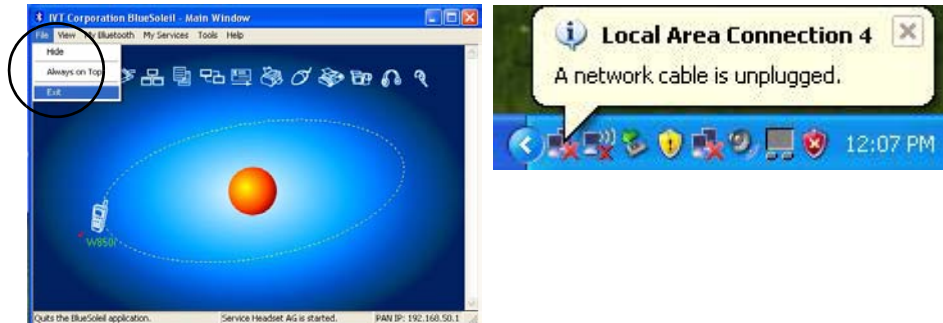 IVT Corporation BlueSoleil - Main Window
File View My Bluetooth My Services Tools Help
Hide
Always on Top
Exit
W850i
Quits the BlueSoleil application. Service Headset AG is started. PAN IP: 192.168.50.1
Local Area Connection 4
A network cable is unplugged.
12:07 PM